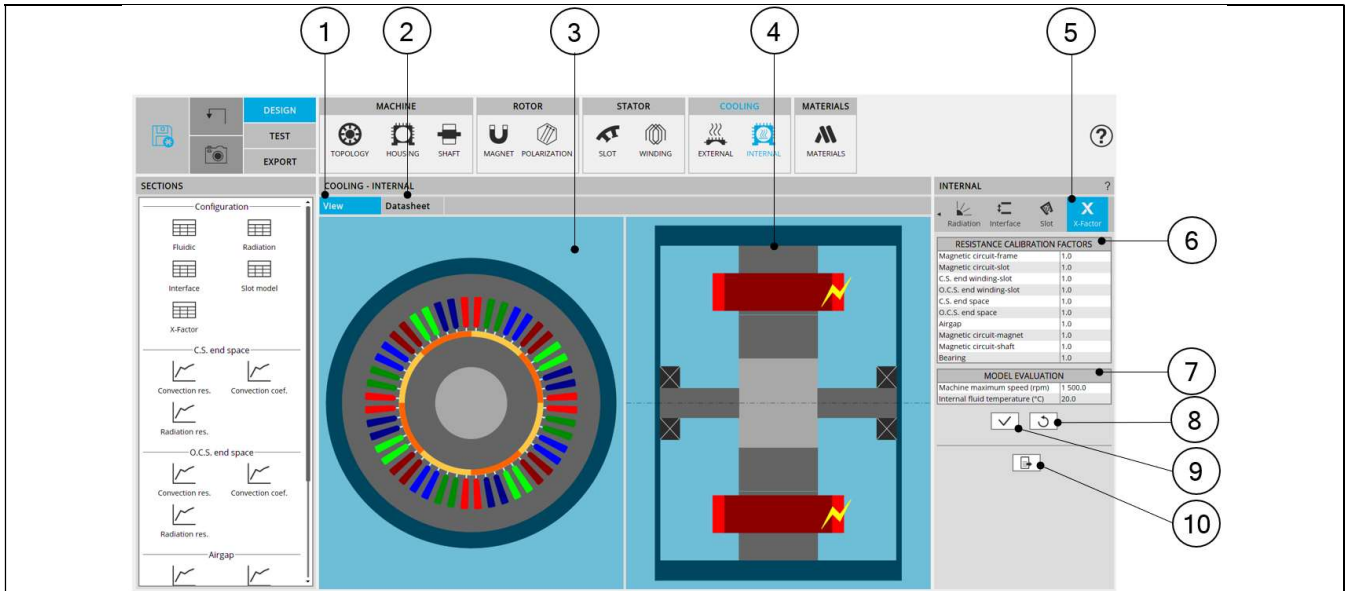 1 2 3 4 5
DESIGN
TEST
EXPORT
MACHINE ROTOR STATOR COOLING MATERIALS
TOPOLOGY HOUSING SHAFT MAGNET POLARIZATION SLOT WINDING EXTERNAL INTERNAL MATERIALS
?
SECTIONS
Configuration
Fluidic Radiation
Interface Slot model
X-Factor
C.S. end space
Convection res. Convection coef.
Radiation res.
O.C.S. end space
Convection res. Convection coef.
Radiation res.
Airgap
COOLING - INTERNAL
View Datasheet
INTERNAL ?
Radiation Interface Slot X-Factor
RESISTANCE CALIBRATION FACTORS
Magnetic circuit-frame 1.0
Magnetic circuit-slot 1.0
C.S. end winding-slot 1.0
O.C.S. end winding-slot 1.0
C.S. end space 1.0
O.C.S. end space 1.0
Airgap 1.0
Magnetic circuit-magnet 1.0
Magnetic circuit-shaft 1.0
Bearing 1.0
MODEL EVALUATION
Machine maximum speed (rpm) 1 500.0
Internal fluid temperature (°C) 20.0
6
7
8
9
10